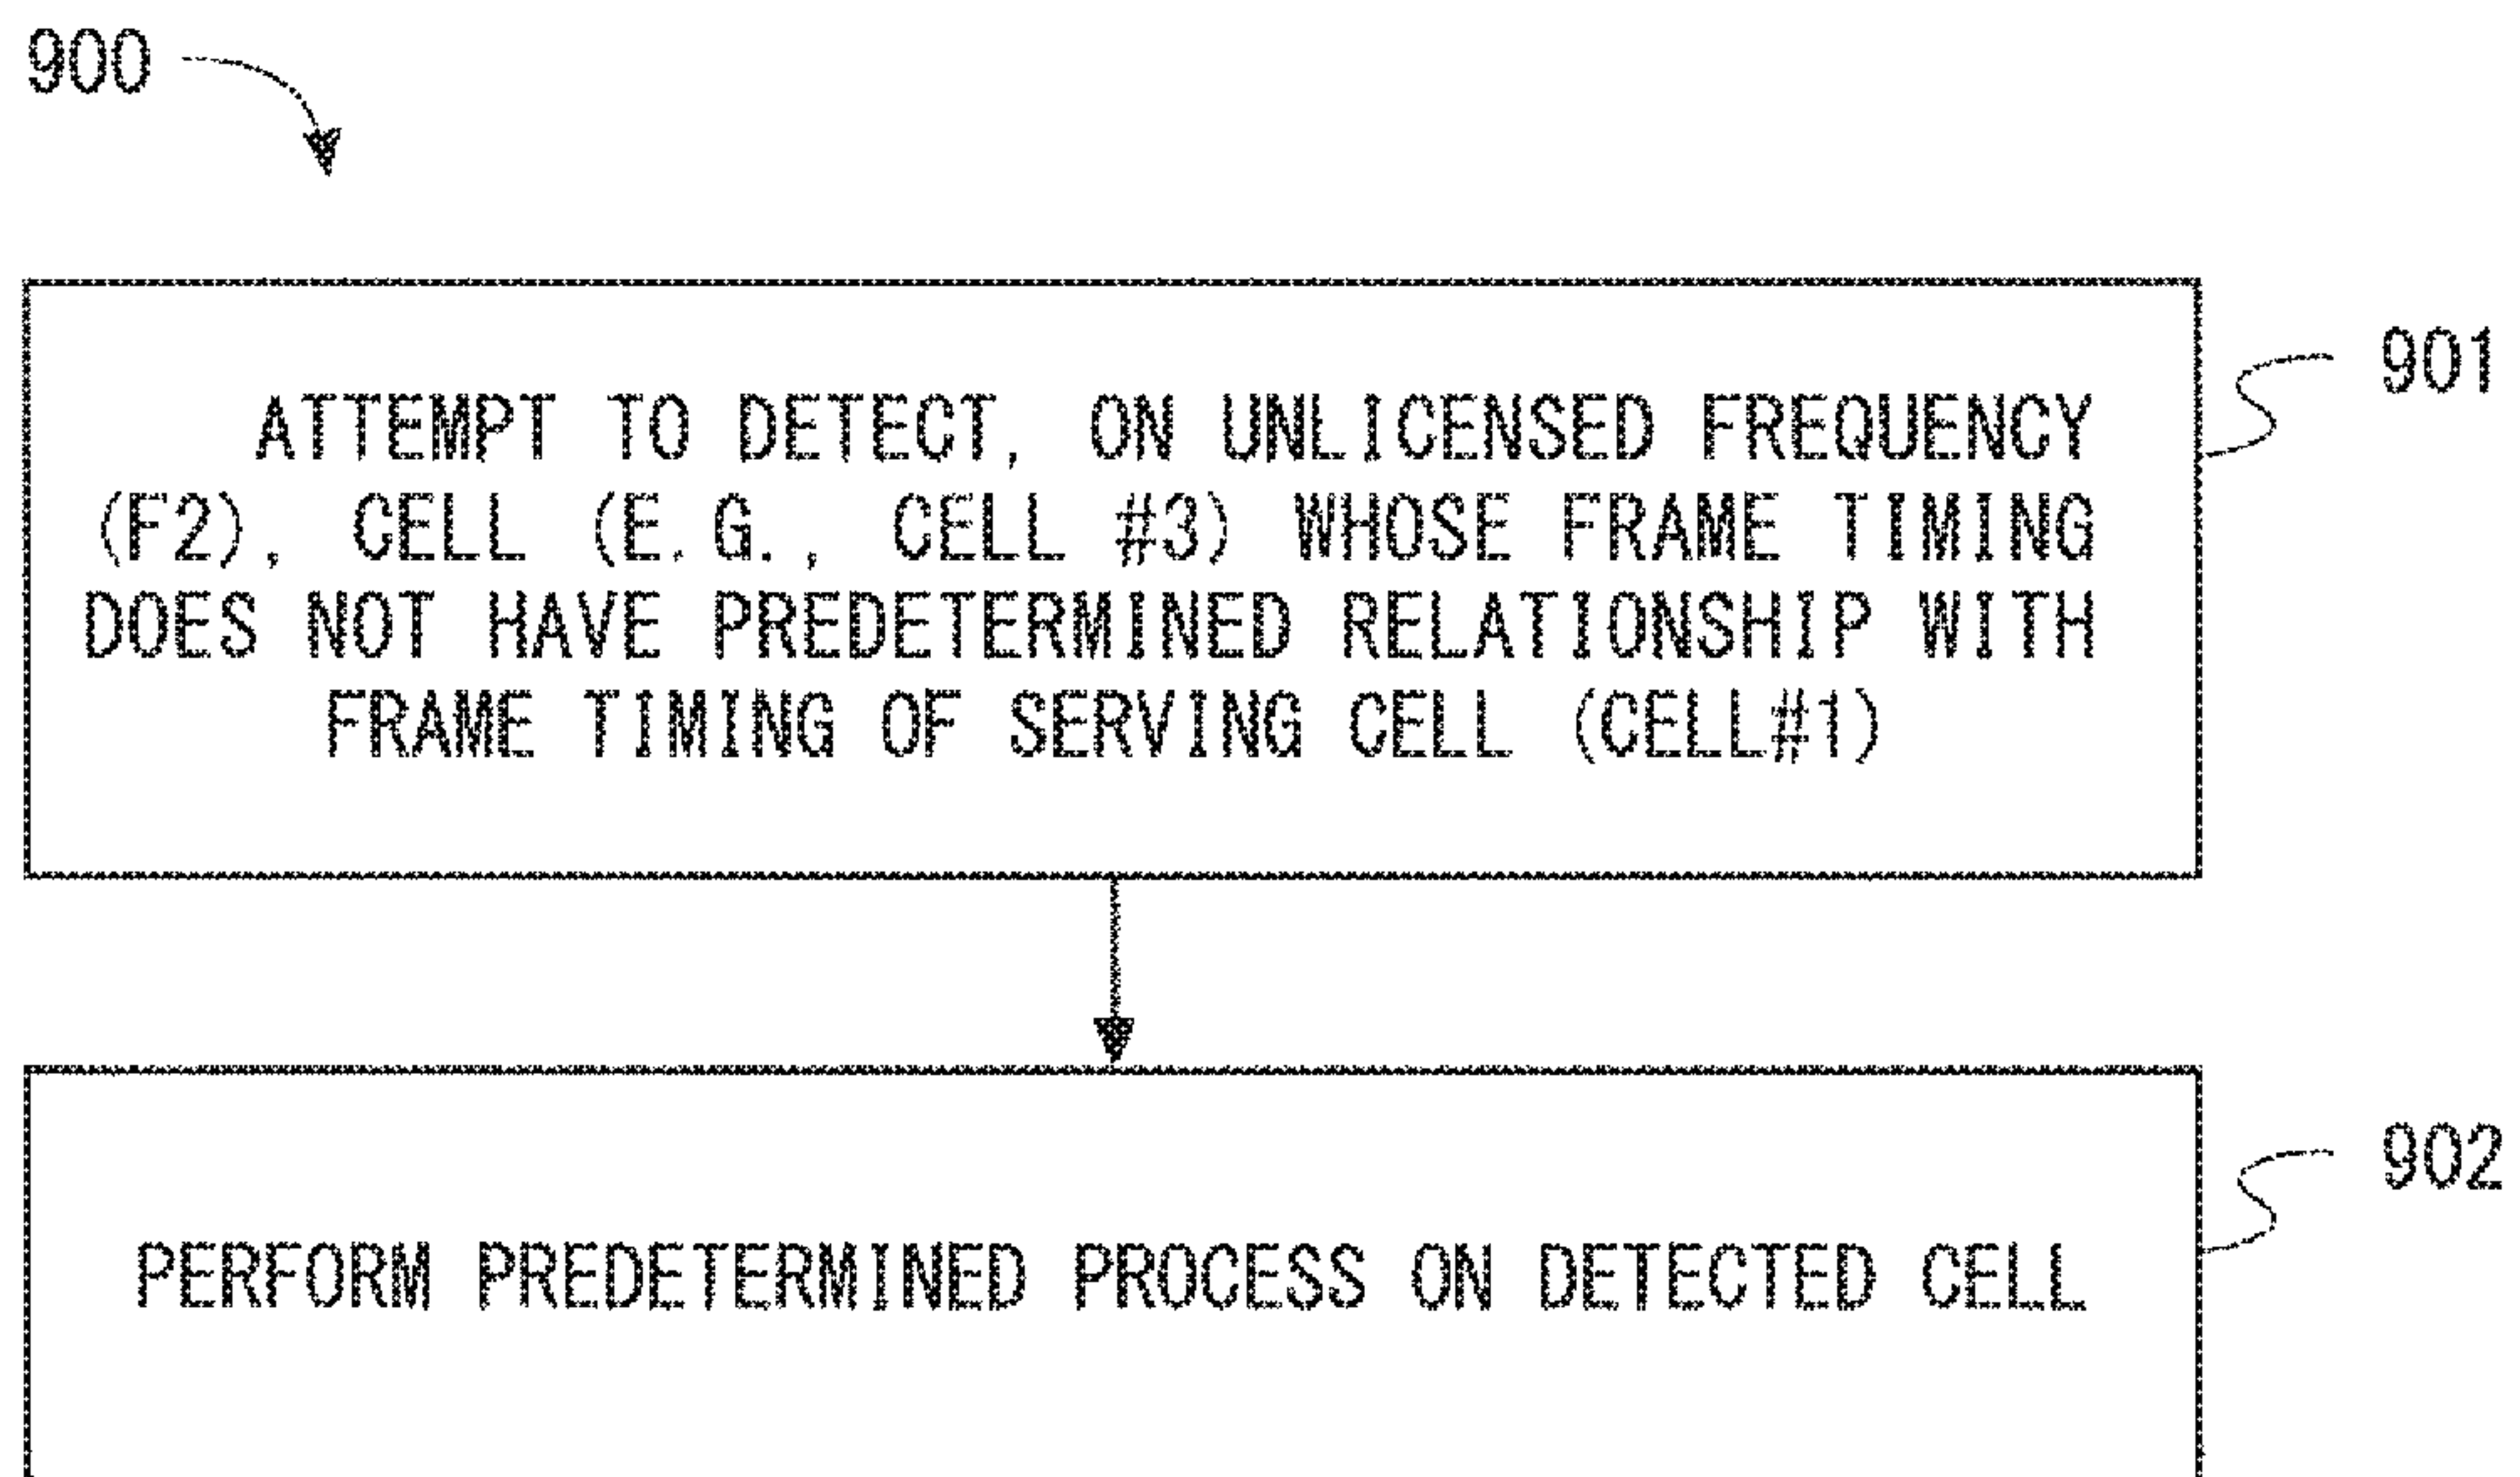 900
901
ATTEMPT TO DETECT, ON UNLICENSED FREQUENCY
(F2), CELL (E.G., CELL #3) WHOSE FRAME TIMING
DOES NOT HAVE PREDETERMINED RELATIONSHIP WITH
FRAME TIMING OF SERVING CELL (CELL#1)
902
PERFORM PREDETERMINED PROCESS ON DETECTED CELL